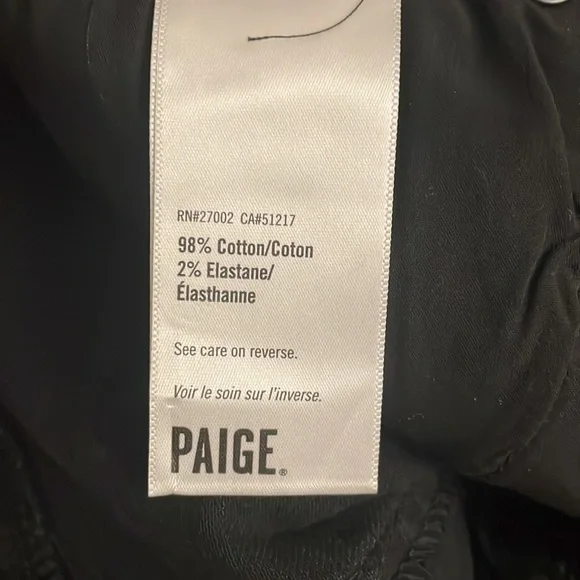 RN#27002 CA#51217
98% Cotton/Coton
2% Elastane/
Élasthanne
See care on reverse.
Voir le soin sur l'inverse.
PAIGE®